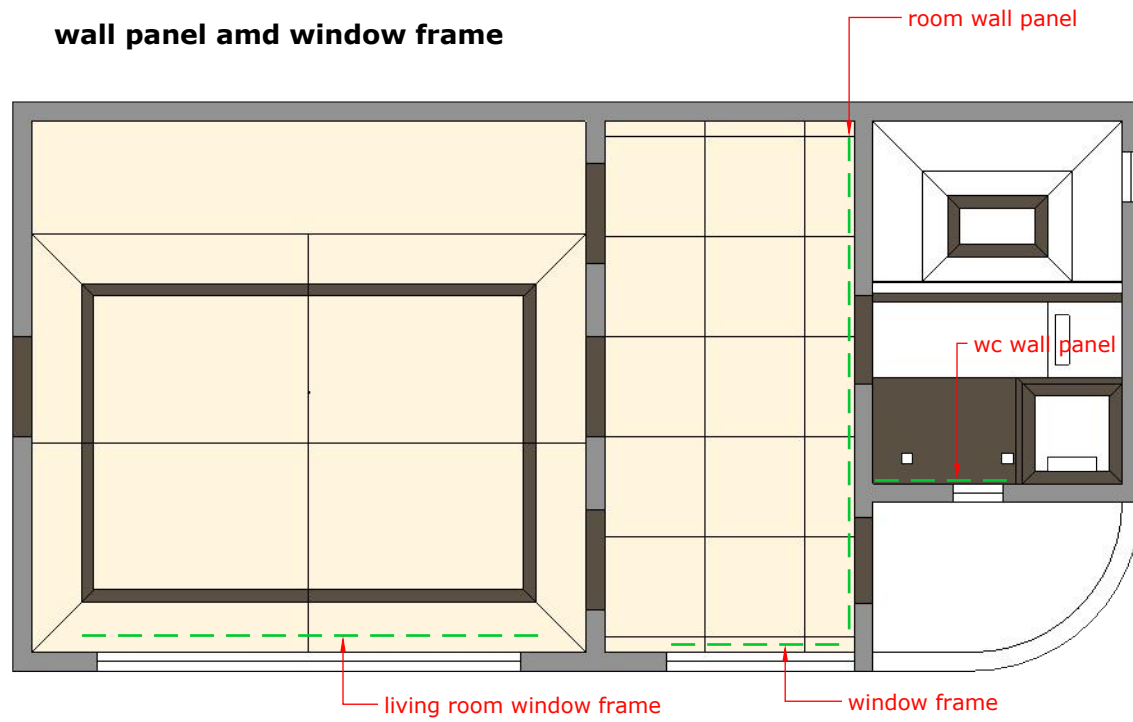 room wall panel
wall panel amd window frame
wc wall panel
living room window frame
window frame